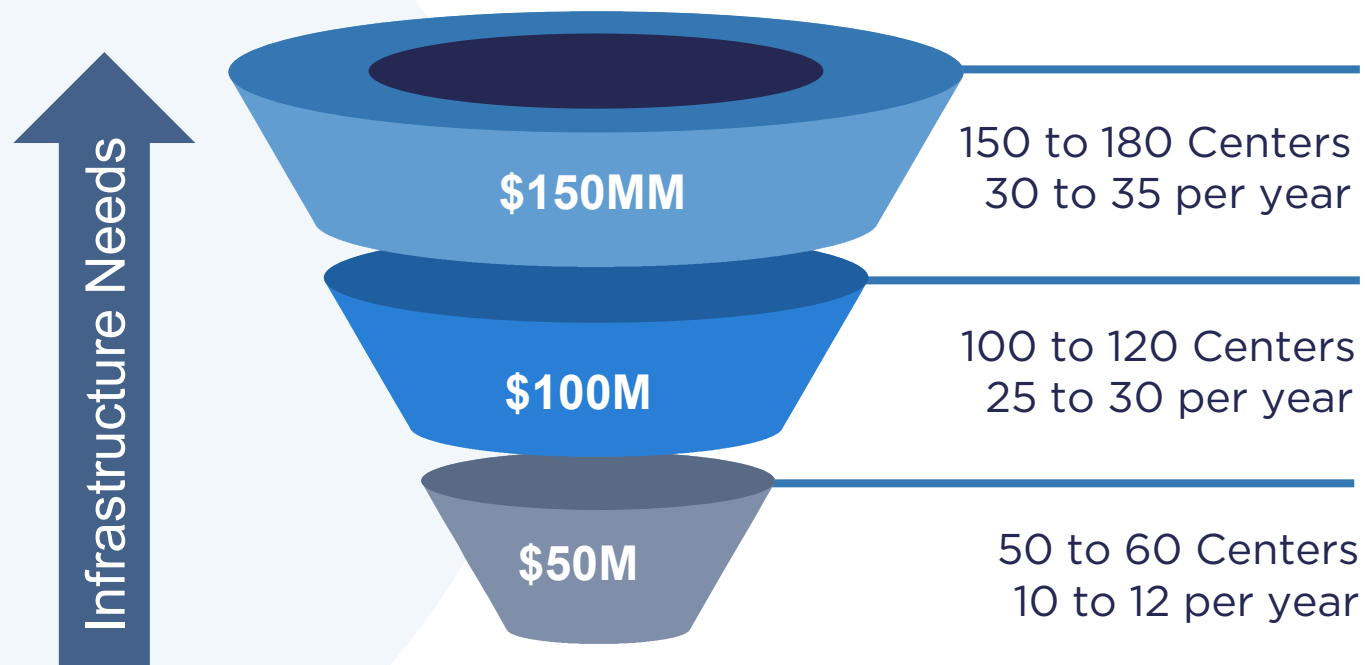 Infrastructure Needs
$150MM
150 to 180 Centers
30 to 35 per year
$100M
100 to 120 Centers
25 to 30 per year
$50M
50 to 60 Centers
10 to 12 per year